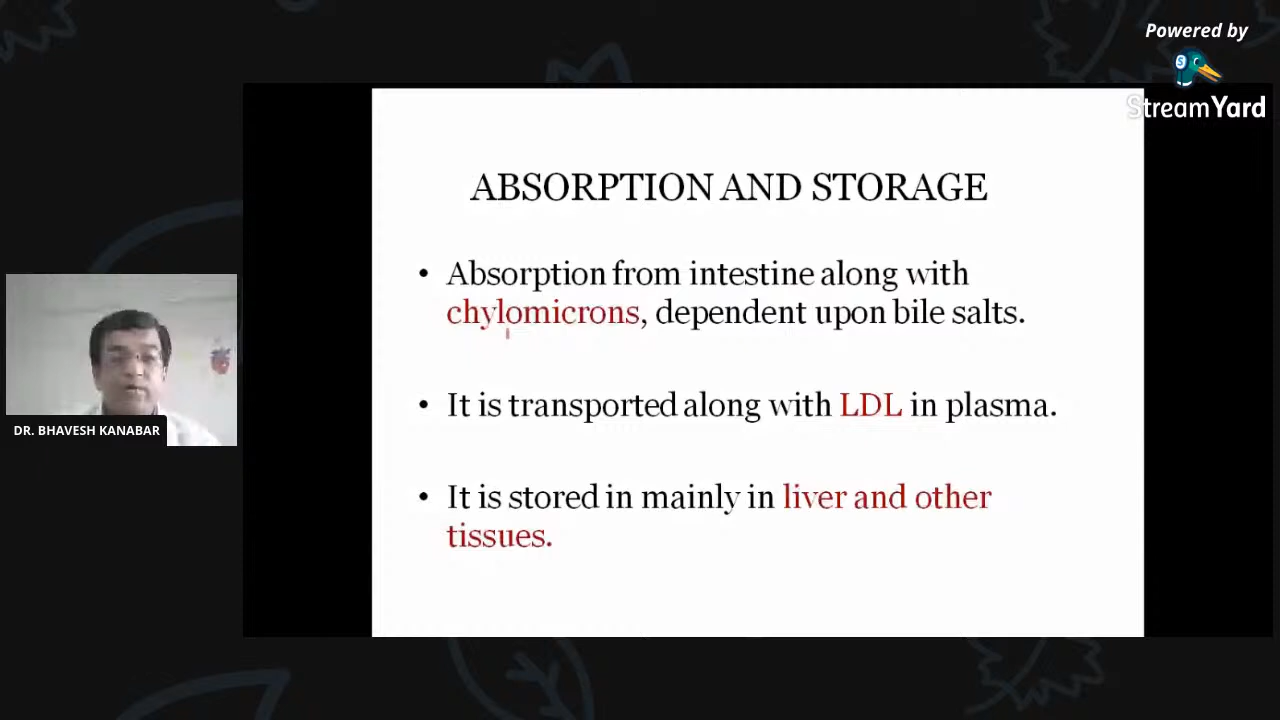 Powered by
StreamYard
ABSORPTION AND STORAGE
• Absorption from intestine along with
chylomicrons, dependent upon bile salts.
• It is transported along with LDL in plasma.
• It is stored in mainly in liver and other
tissues.
DR. BHAVESH KANABAR